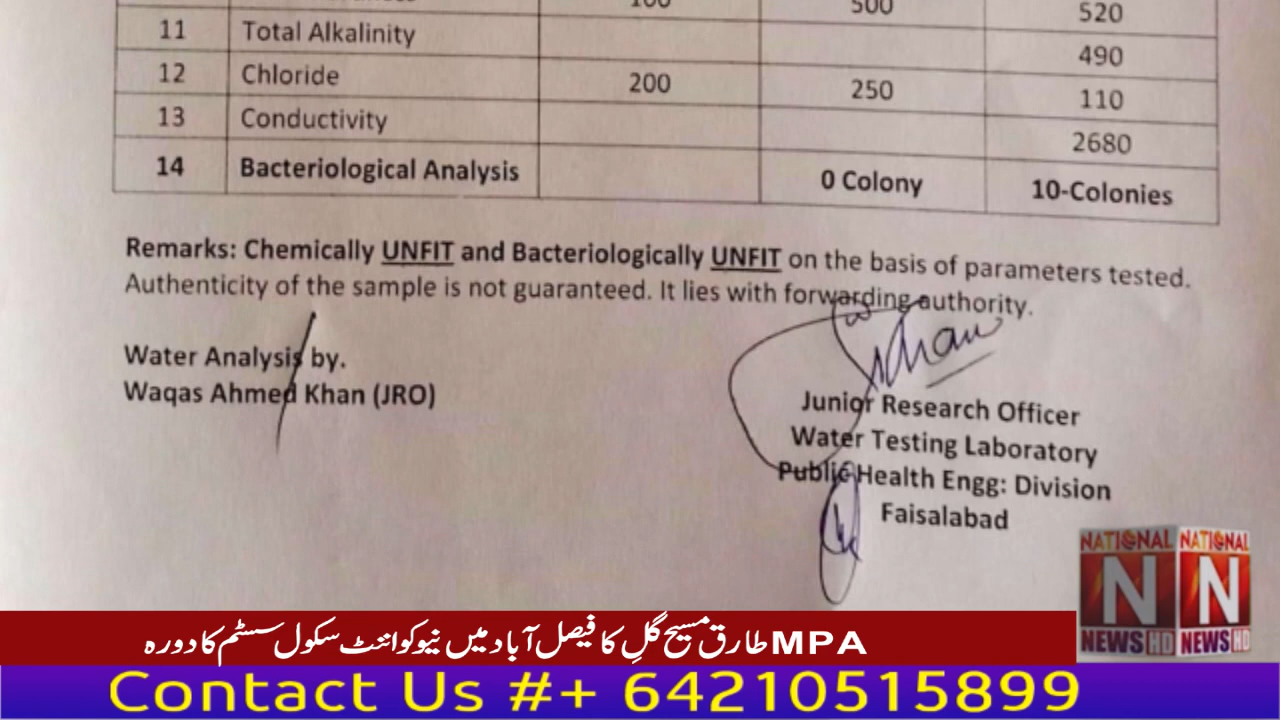 100 500 520
11 Total Alkalinity 490
12 Chloride 200 250 110
13 Conductivity 2680
14 Bacteriological Analysis 0 Colony 10-Colonies
Remarks: Chemically UNFIT and Bacteriologically UNFIT on the basis of parameters tested.
Authenticity of the sample is not guaranteed. It lies with forwarding authority.
Water Analysis by.
Waqas Ahmed Khan (JRO)
Junior Research Officer
Water Testing Laboratory
Public Health Engg: Division
Faisalabad
NATIONAL NATIONAL
N N
NEWS HD NEWS HD
MPA طارق مسیح گِل کا فیصل آباد میں نیو کوائنٹ سکول سسٹم کا دورہ
Contact Us #+ 64210515899